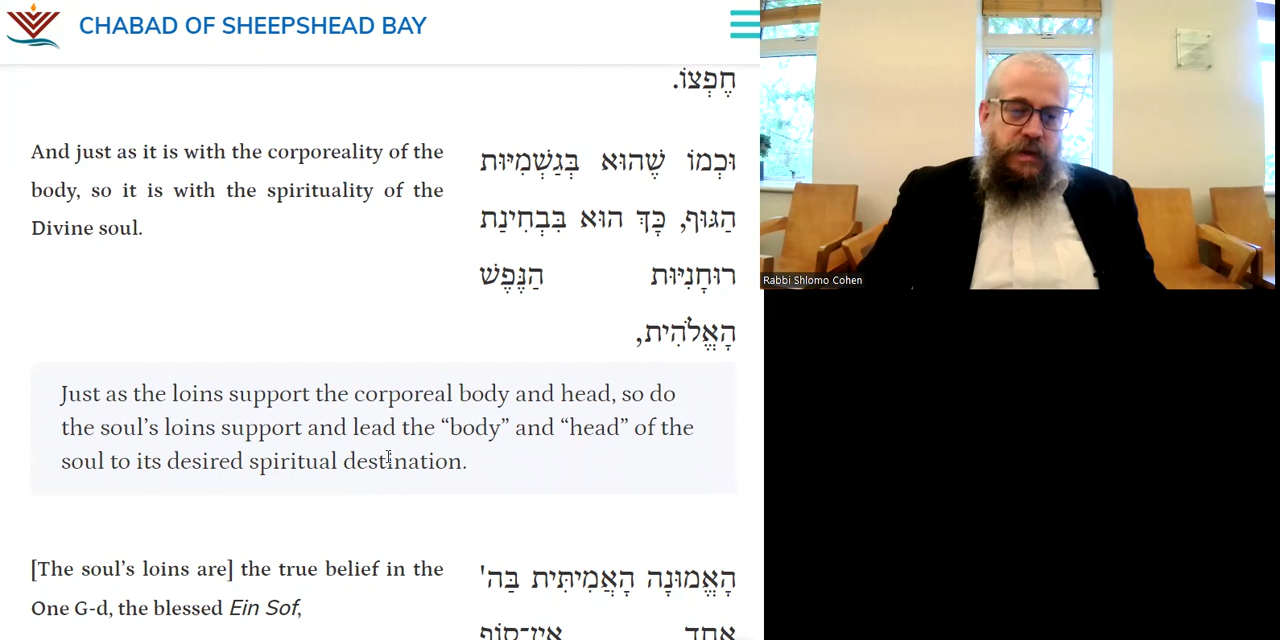 CHABAD OF SHEEPSHEAD BAY
חֶפְצוֹ.
And just as it is with the corporeality of the
body, so it is with the spirituality of the
Divine soul.
וּכְמוֹ שֶׁהוּא בְּגַשְׁמִיּוּת
הַגּוּף, כָּךְ הוּא בִּבְחִינַת
רוּחָנִיּוּת הַנֶּפֶשׁ
הָאֱלֹהִית,
Just as the loins support the corporeal body and head, so do
the soul’s loins support and lead the “body” and “head” of the
soul to its desired spiritual destination.
[The soul’s loins are] the true belief in the
One G-d, the blessed Ein Sof,
הָאֱמוּנָה הָאֲמִיתִּית בַּה'
אֶחָד אֵין־סוֹף
Rabbi Shlomo Cohen